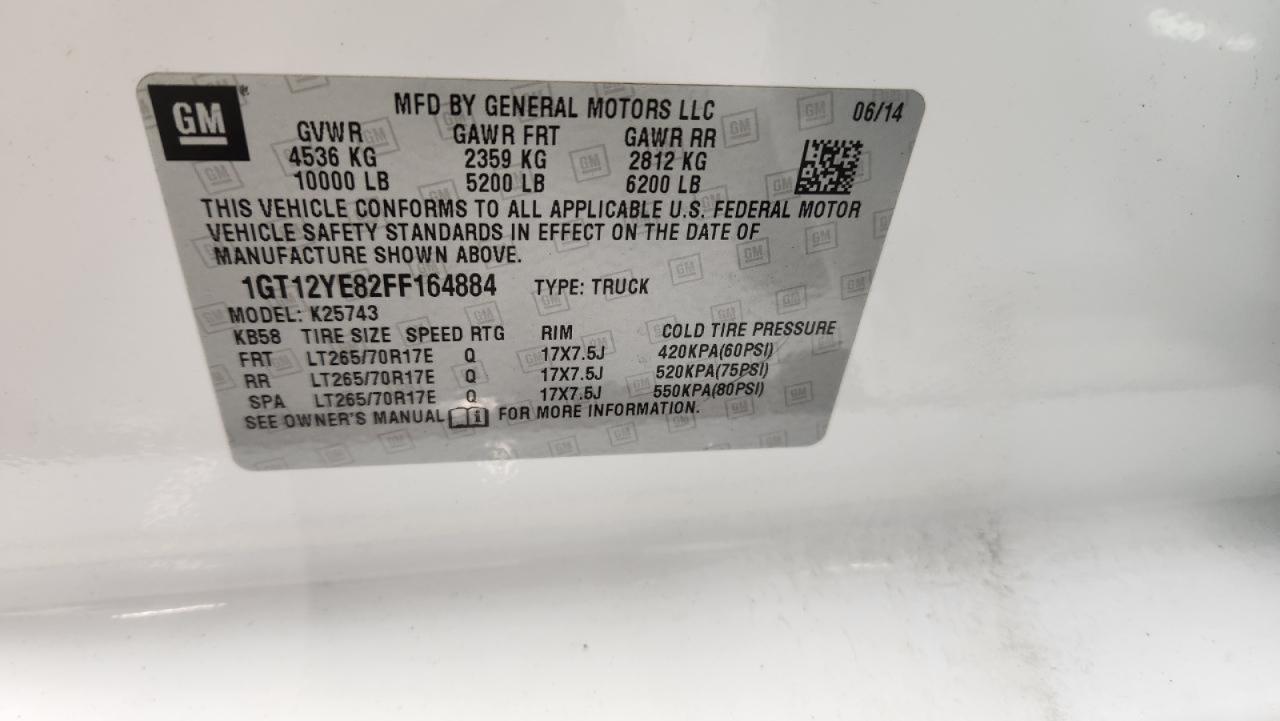 GM MFD BY GENERAL MOTORS LLC 06/14
GVWR GAWR FRT GAWR RR
4536 KG 2359 KG 2812 KG
10000 LB 5200 LB 6200 LB
THIS VEHICLE CONFORMS TO ALL APPLICABLE U.S. FEDERAL MOTOR
VEHICLE SAFETY STANDARDS IN EFFECT ON THE DATE OF
MANUFACTURE SHOWN ABOVE.
1GT12YE82FF164884 TYPE: TRUCK
MODEL: K25743
KB58 TIRE SIZE SPEED RTG RIM COLD TIRE PRESSURE
FRT LT265/70R17E Q 17X7.5J 420KPA(60PSI)
RR LT265/70R17E Q 17X7.5J 520KPA(75PSI)
SPA LT265/70R17E Q 17X7.5J 550KPA(80PSI)
SEE OWNER'S MANUAL FOR MORE INFORMATION.